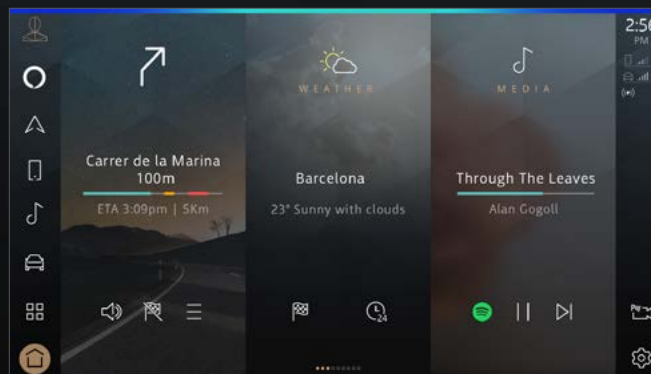 2:56
PM
WEATHER
MEDIA
Carrer de la Marina
100m
ETA 3:09pm | 5Km
Barcelona
23° Sunny with clouds
Through The Leaves
Alan Gogoll
24